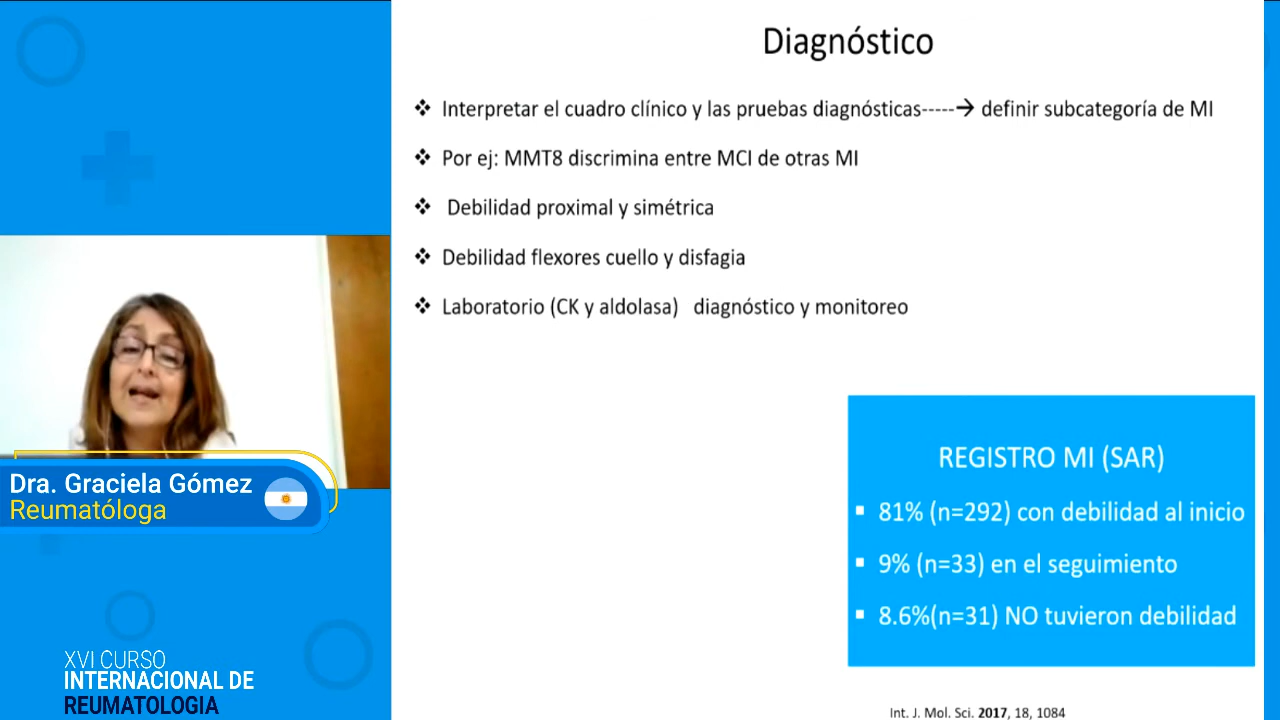 Diagnóstico
Interpretar el cuadro clínico y las pruebas diagnósticas-----→ definir subcategoría de MI
Por ej: MMT8 discrimina entre MCI de otras MI
Debilidad proximal y simétrica
Debilidad flexores cuello y disfagia
Laboratorio (CK y aldolasa) diagnóstico y monitoreo
REGISTRO MI (SAR)
81% (n=292) con debilidad al inicio
9% (n=33) en el seguimiento
8.6%(n=31) NO tuvieron debilidad
Int. J. Mol. Sci. 2017, 18, 1084
Dra. Graciela Gómez
Reumatóloga
XVI CURSO
INTERNACIONAL DE
REUMATOLOGIA